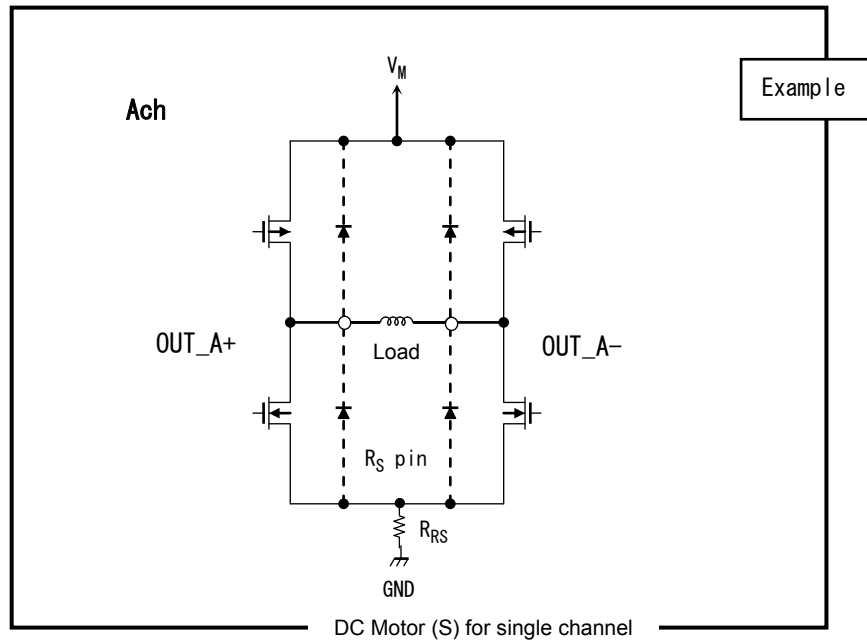 V_M
Example
Ach
OUT_A+
Load
OUT_A-
R_S pin
R_RS
GND
DC Motor (S) for single channel